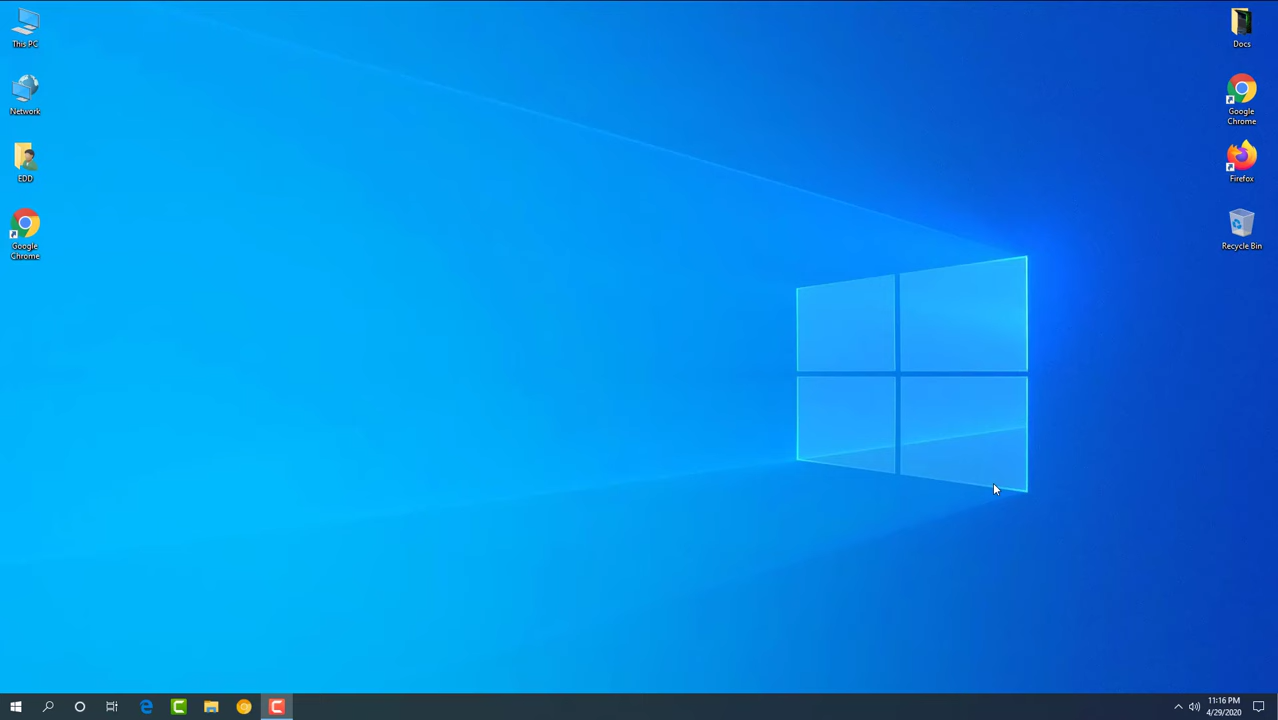 This PC
Network
EDD
Google
Chrome
Docs
Google
Chrome
Firefox
Recycle Bin
11:16 PM
4/29/2020